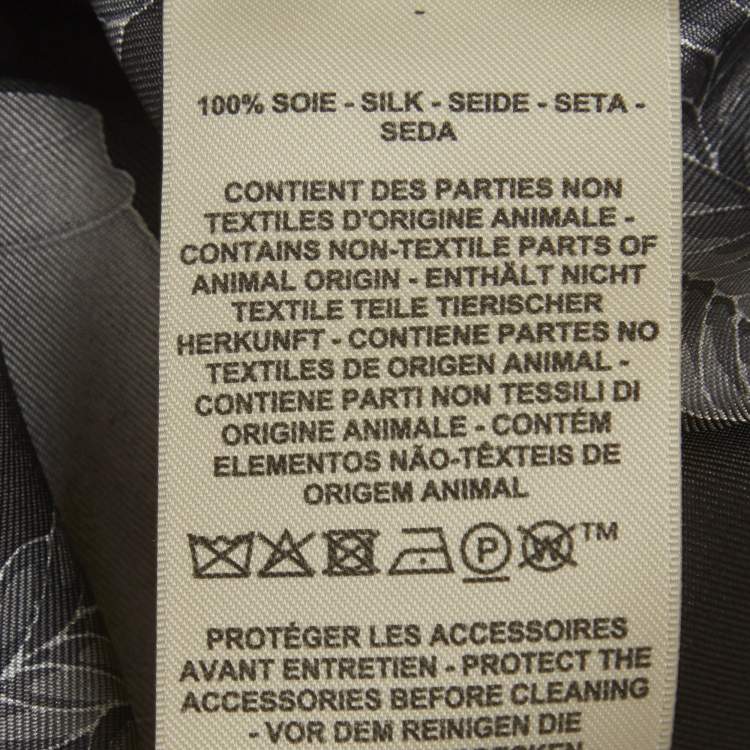 100% SOIE - SILK - SEIDE - SETA -
SEDA
CONTIENT DES PARTIES NON
TEXTILES D'ORIGINE ANIMALE -
CONTAINS NON-TEXTILE PARTS OF
ANIMAL ORIGIN - ENTHÄLT NICHT
TEXTILE TEILE TIERISCHER
HERKUNFT - CONTIENE PARTES NO
TEXTILES DE ORIGEN ANIMAL -
CONTIENE PARTI NON TESSILI DI
ORIGINE ANIMALE - CONTÉM
ELEMENTOS NÃO-TÊXTEIS DE
ORIGEM ANIMAL
P W TM
PROTÉGER LES ACCESSOIRES
AVANT ENTRETIEN - PROTECT THE
ACCESSORIES BEFORE CLEANING
- VOR DEM REINIGEN DIE